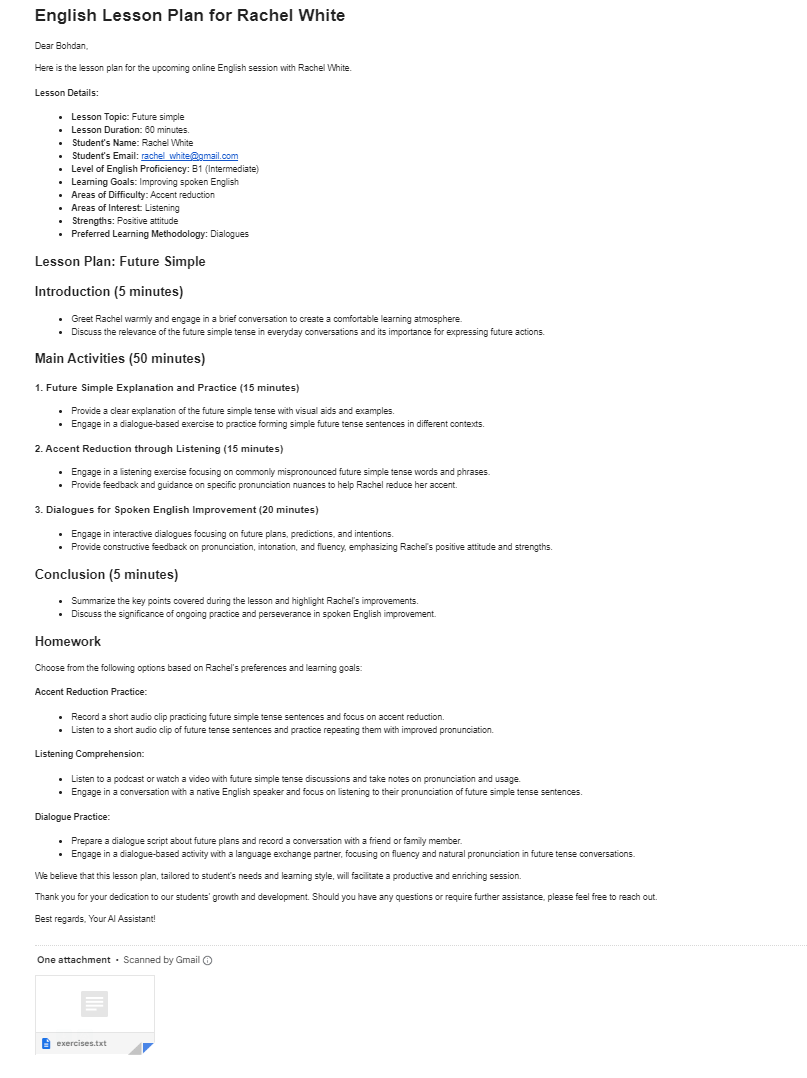 English Lesson Plan for Rachel White
Dear Bohdan,
Here is the lesson plan for the upcoming online English session with Rachel White.
Lesson Details:
• Lesson Topic: Future simple
• Lesson Duration: 60 minutes.
• Student's Name: Rachel White
• Student's Email: rachel_white@gmail.com
• Level of English Proficiency: B1 (Intermediate)
• Learning Goals: Improving spoken English
• Areas of Difficulty: Accent reduction
• Areas of Interest: Listening
• Strengths: Positive attitude
• Preferred Learning Methodology: Dialogues
Lesson Plan: Future Simple
Introduction (5 minutes)
• Greet Rachel warmly and engage in a brief conversation to create a comfortable learning atmosphere.
• Discuss the relevance of the future simple tense in everyday conversations and its importance for expressing future actions.
Main Activities (50 minutes)
1. Future Simple Explanation and Practice (15 minutes)
• Provide a clear explanation of the future simple tense with visual aids and examples.
• Engage in a dialogue-based exercise to practice forming simple future tense sentences in different contexts.
2. Accent Reduction through Listening (15 minutes)
• Engage in a listening exercise focusing on commonly mispronounced future simple tense words and phrases.
• Provide feedback and guidance on specific pronunciation nuances to help Rachel reduce her accent.
3. Dialogues for Spoken English Improvement (20 minutes)
• Engage in interactive dialogues focusing on future plans, predictions, and intentions.
• Provide constructive feedback on pronunciation, intonation, and fluency, emphasizing Rachel's positive attitude and strengths.
Conclusion (5 minutes)
• Summarize the key points covered during the lesson and highlight Rachel's improvements.
• Discuss the significance of ongoing practice and perseverance in spoken English improvement.
Homework
Choose from the following options based on Rachel's preferences and learning goals:
Accent Reduction Practice:
• Record a short audio clip practicing future simple tense sentences and focus on accent reduction.
• Listen to a short audio clip of future tense sentences and practice repeating them with improved pronunciation.
Listening Comprehension:
• Listen to a podcast or watch a video with future simple tense discussions and take notes on pronunciation and usage.
• Engage in a conversation with a native English speaker and focus on listening to their pronunciation of future simple tense sentences.
Dialogue Practice:
• Prepare a dialogue script about future plans and record a conversation with a friend or family member.
• Engage in a dialogue-based activity with a language exchange partner, focusing on fluency and natural pronunciation in future tense conversations.
We believe that this lesson plan, tailored to student's needs and learning style, will facilitate a productive and enriching session.
Thank you for your dedication to our students' growth and development. Should you have any questions or require further assistance, please feel free to reach out.
Best regards, Your AI Assistant!
One attachment • Scanned by Gmail
exercises.txt